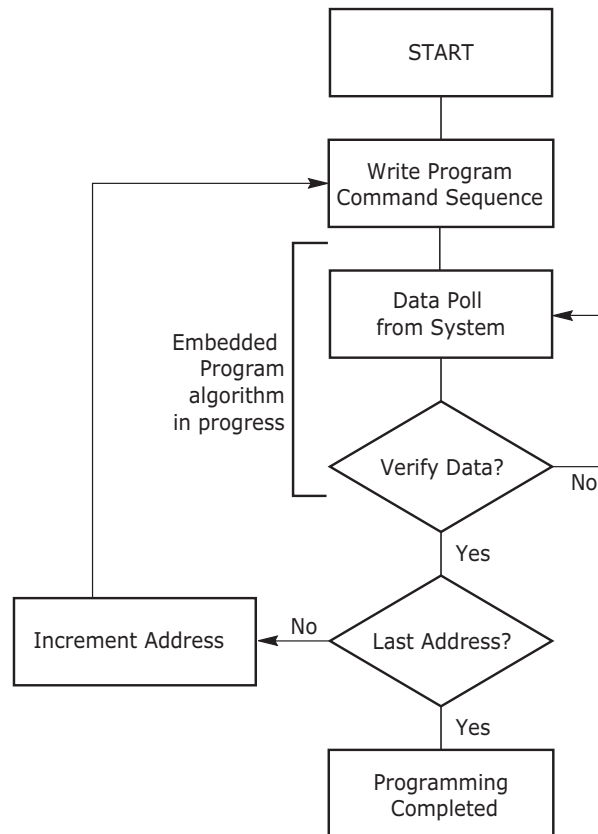 START
Write Program
Command Sequence
Data Poll
from System
Embedded
Program
algorithm
in progress
Verify Data?
No
Yes
Increment Address
No
Last Address?
Yes
Programming
Completed